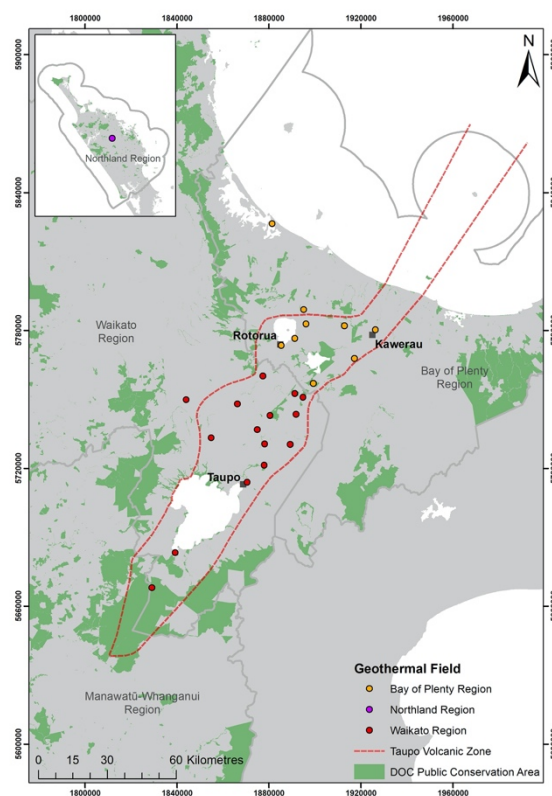 1800000 1840000 1880000 1920000 1960000
5900000
N
Northland Region
5840000
Waikato
Region
5780000
Rotorua
Kawerau
Bay of Plenty
Region
5720000
Taupo
5660000
Manawatū-Whanganui
Region
Geothermal Field
Bay of Plenty Region
Northland Region
Waikato Region
Taupo Volcanic Zone
DOC Public Conservation Area
5600000
0 15 30 60 Kilometres
1800000 1840000 1880000 1920000 1960000